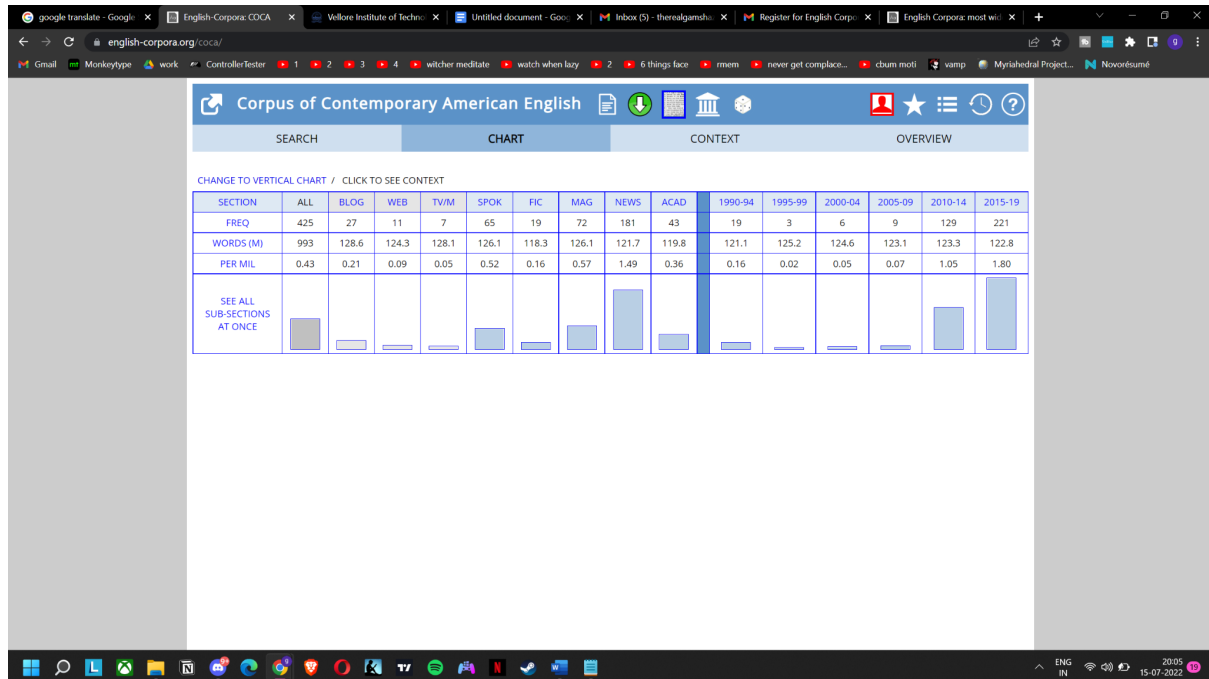 google translate - Google
English-Corpora: COCA
Vellore Institute of Techno
Untitled document - Goog
Inbox (5) - therealgamsha
Register for English Corpo
English Corpora: most wid
english-corpora.org/coca/
Gmail Monkeytype work ControllerTester 1 2 3 4 witcher meditate watch when lazy 2 6 things face rmem never get complace... cbum moti vamp Myriahedral Project... Novorésumé
Corpus of Contemporary American English
SEARCH CHART CONTEXT OVERVIEW
CHANGE TO VERTICAL CHART / CLICK TO SEE CONTEXT
SECTION ALL BLOG WEB TV/M SPOK FIC MAG NEWS ACAD 1990-94 1995-99 2000-04 2005-09 2010-14 2015-19
FREQ 425 27 11 7 65 19 72 181 43 19 3 6 9 129 221
WORDS (M) 993 128.6 124.3 128.1 126.1 118.3 126.1 121.7 119.8 121.1 125.2 124.6 123.1 123.3 122.8
PER MIL 0.43 0.21 0.09 0.05 0.52 0.16 0.57 1.49 0.36 0.16 0.02 0.05 0.07 1.05 1.80
SEE ALL
SUB-SECTIONS
AT ONCE
ENG 20:05
IN 15-07-2022 19